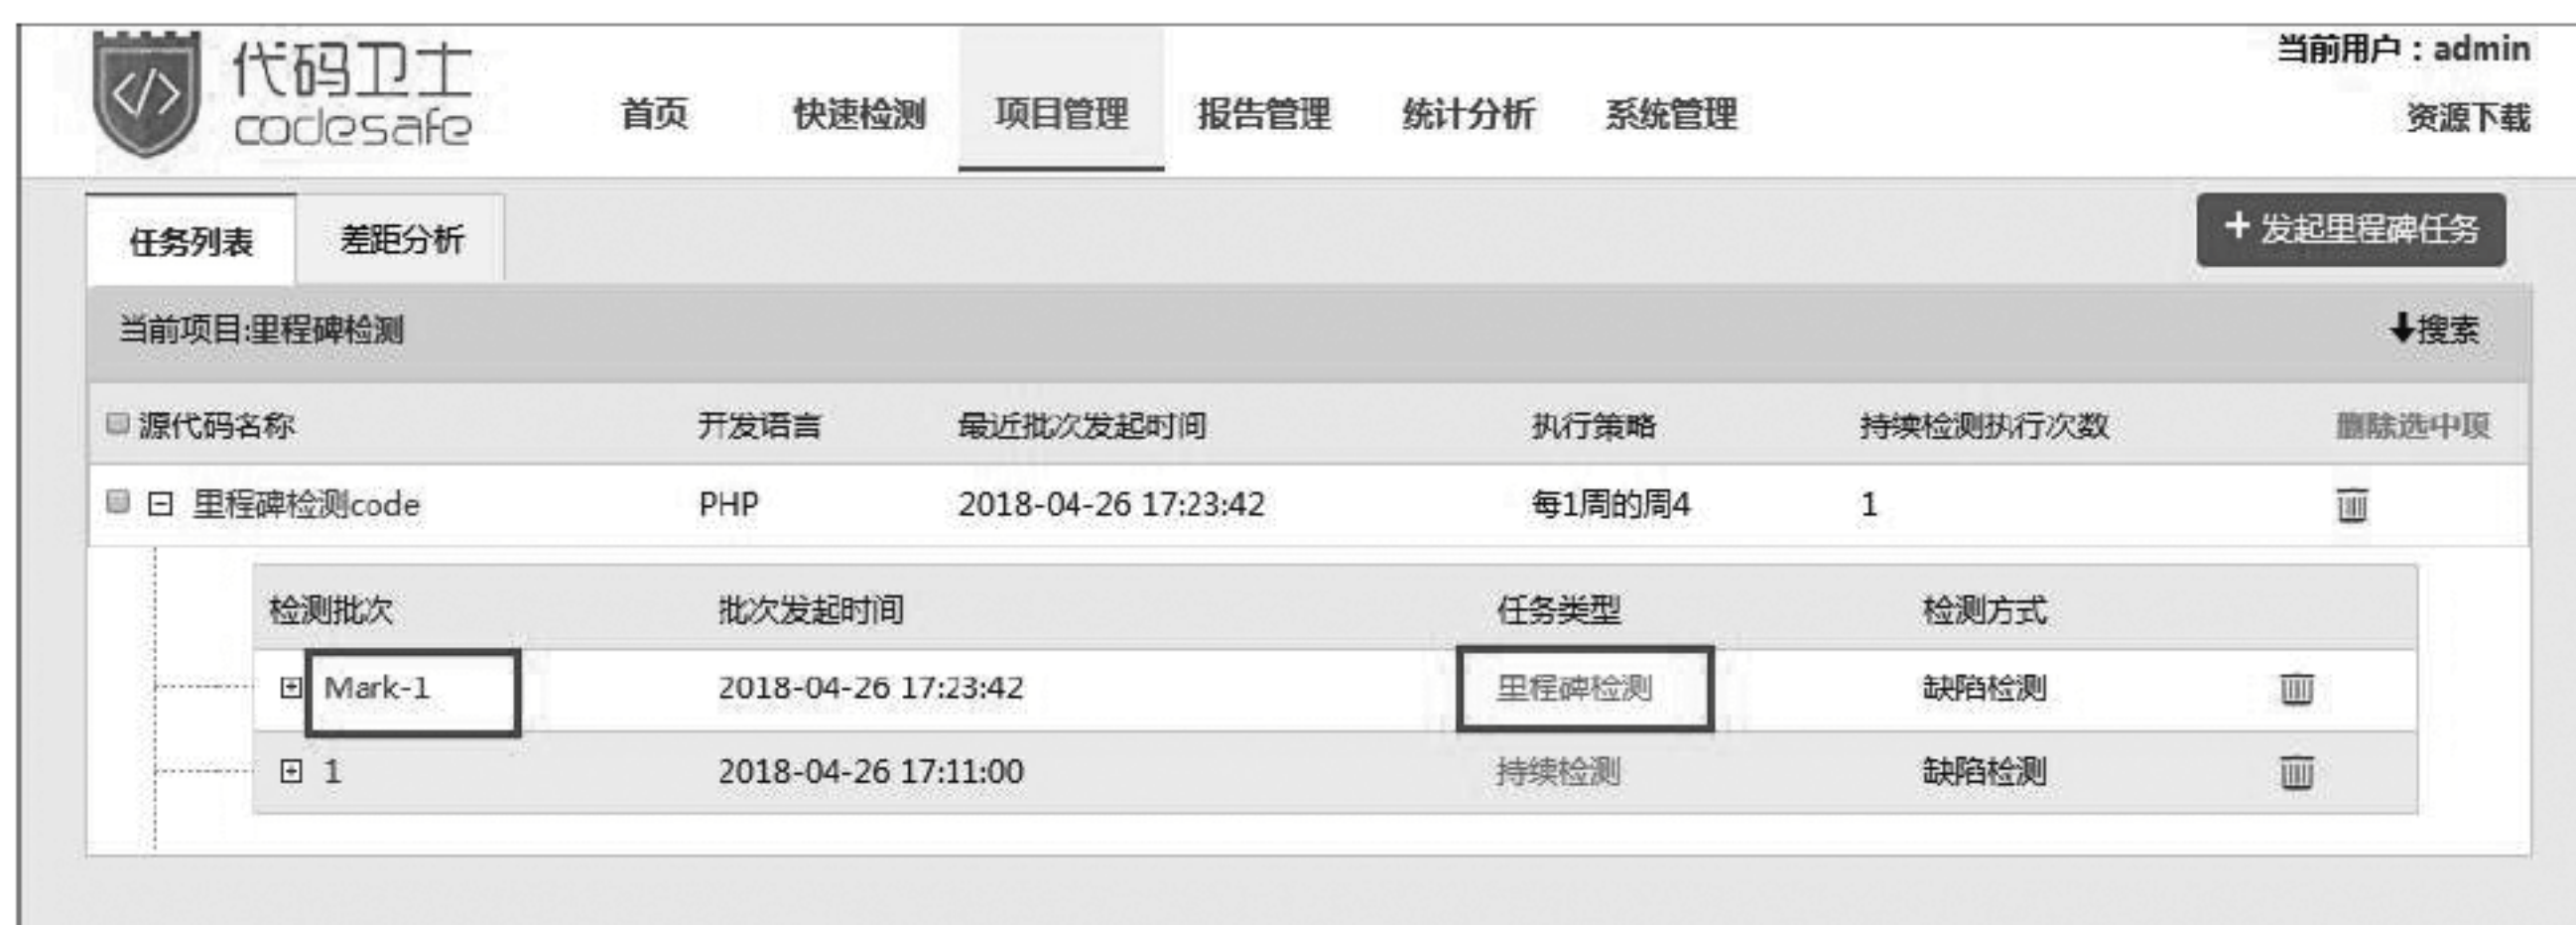 代码卫士
codesafe
当前用户：admin
首页 快速检测 项目管理 报告管理 统计分析 系统管理 资源下载
任务列表 差距分析 + 发起里程碑任务
当前项目:里程碑检测 搜索
源代码名称 开发语言 最近批次发起时间 执行策略 持续检测执行次数 删除选中项
里程碑检测code PHP 2018-04-26 17:23:42 每1周的周4 1
检测批次 批次发起时间 任务类型 检测方式
Mark-1 2018-04-26 17:23:42 里程碑检测 缺陷检测
1 2018-04-26 17:11:00 持续检测 缺陷检测